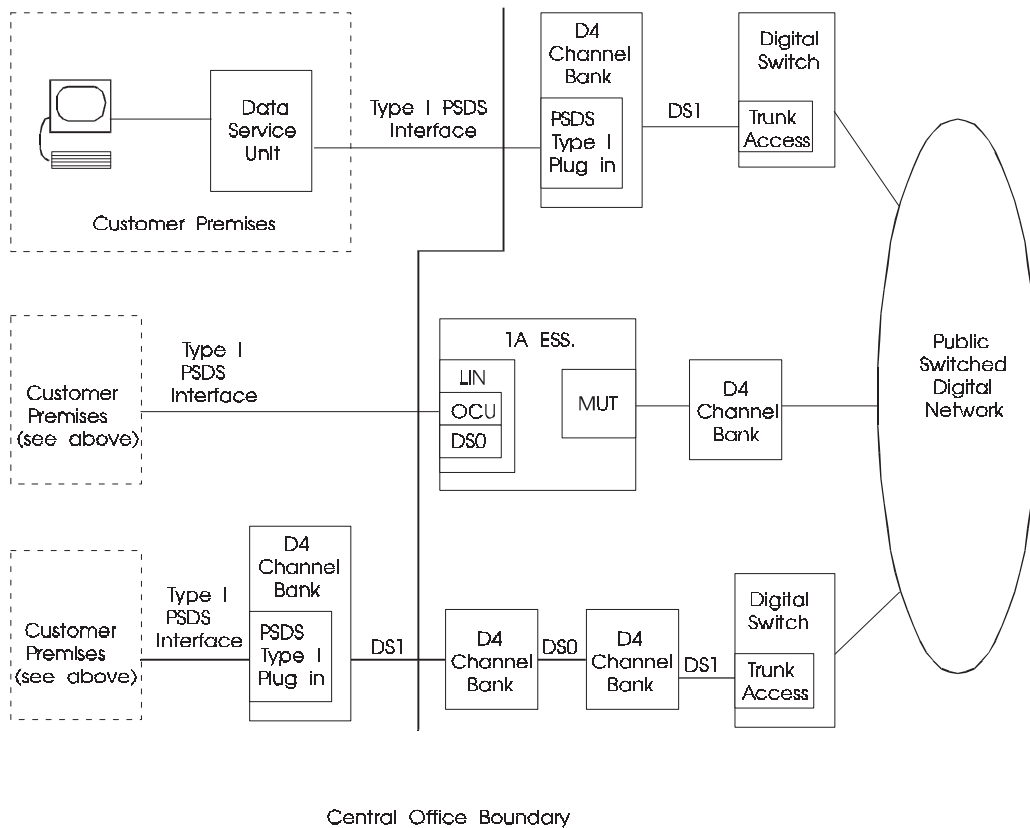 Data
Service
Unit
Customer Premises
Type I PSDS
Interface
D4
Channel
Bank
PSDS
Type I
Plug in
DS1
Digital
Switch
Trunk
Access
Customer
Premises
(see above)
Type I
PSDS
Interface
1A ESS.
LIN
OCU
DS0
MUT
D4
Channel
Bank
Public
Switched
Digital
Network
Customer
Premises
(see above)
Type I
PSDS
Interface
D4
Channel
Bank
PSDS
Type I
Plug in
DS1
D4
Channel
Bank
DS0
D4
Channel
Bank
DS1
Digital
Switch
Trunk
Access
Central Office Boundary